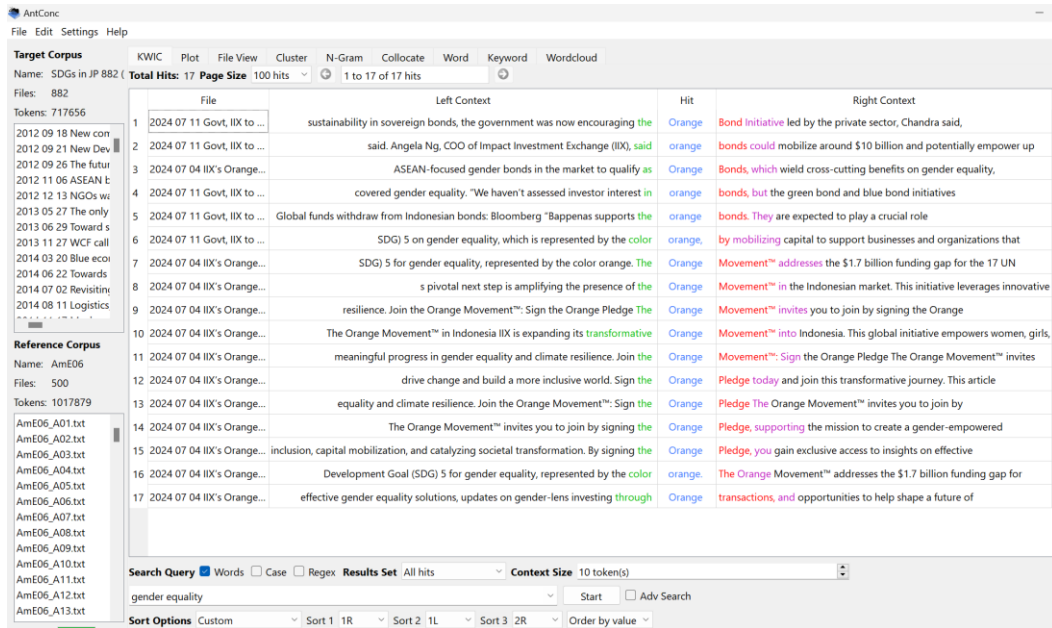 AntConc
File Edit Settings Help
Target Corpus
Name: SDGs in JP 882 (
Files: 882
Tokens: 717656
2012 09 18 New com
2012 09 21 New Dev
2012 09 26 The futur
2012 11 06 ASEAN b
2012 12 13 NGOs wa
2013 05 27 The only
2013 06 29 Toward s
2013 11 27 WCF call
2014 03 20 Blue ecor
2014 06 22 Towards
2014 07 02 Revisiting
2014 08 11 Logistics
Reference Corpus
Name: AmE06
Files: 500
Tokens: 1017879
AmE06_A01.txt
AmE06_A02.txt
AmE06_A03.txt
AmE06_A04.txt
AmE06_A05.txt
AmE06_A06.txt
AmE06_A07.txt
AmE06_A08.txt
AmE06_A09.txt
AmE06_A10.txt
AmE06_A11.txt
AmE06_A12.txt
AmE06_A13.txt
KWIC Plot File View Cluster N-Gram Collocate Word Keyword Wordcloud
Total Hits: 17 Page Size 100 hits 1 to 17 of 17 hits
File Left Context Hit Right Context
1 2024 07 11 Govt, IIX to ... sustainability in sovereign bonds, the government was now encouraging the Orange Bond Initiative led by the private sector, Chandra said,
2 2024 07 11 Govt, IIX to ... said. Angela Ng, COO of Impact Investment Exchange (IIX), said orange bonds could mobilize around $10 billion and potentially empower up
3 2024 07 04 IIX's Orange... ASEAN-focused gender bonds in the market to qualify as Orange Bonds, which wield cross-cutting benefits on gender equality,
4 2024 07 11 Govt, IIX to ... covered gender equality. "We haven't assessed investor interest in orange bonds, but the green bond and blue bond initiatives
5 2024 07 11 Govt, IIX to ... Global funds withdraw from Indonesian bonds: Bloomberg "Bappenas supports the orange bonds. They are expected to play a crucial role
6 2024 07 11 Govt, IIX to ... SDG) 5 on gender equality, which is represented by the color orange, by mobilizing capital to support businesses and organizations that
7 2024 07 04 IIX's Orange... SDG) 5 for gender equality, represented by the color orange. The Orange Movement™ addresses the $1.7 billion funding gap for the 17 UN
8 2024 07 04 IIX's Orange... s pivotal next step is amplifying the presence of the Orange Movement™ in the Indonesian market. This initiative leverages innovative
9 2024 07 04 IIX's Orange... resilience. Join the Orange Movement™: Sign the Orange Pledge The Orange Movement™ invites you to join by signing the Orange
10 2024 07 04 IIX's Orange... The Orange Movement™ in Indonesia IIX is expanding its transformative Orange Movement™ into Indonesia. This global initiative empowers women, girls,
11 2024 07 04 IIX's Orange... meaningful progress in gender equality and climate resilience. Join the Orange Movement™: Sign the Orange Pledge The Orange Movement™ invites
12 2024 07 04 IIX's Orange... drive change and build a more inclusive world. Sign the Orange Pledge today and join this transformative journey. This article
13 2024 07 04 IIX's Orange... equality and climate resilience. Join the Orange Movement™: Sign the Orange Pledge The Orange Movement™ invites you to join by
14 2024 07 04 IIX's Orange... The Orange Movement™ invites you to join by signing the Orange Pledge, supporting the mission to create a gender-empowered
15 2024 07 04 IIX's Orange... inclusion, capital mobilization, and catalyzing societal transformation. By signing the Orange Pledge, you gain exclusive access to insights on effective
16 2024 07 04 IIX's Orange... Development Goal (SDG) 5 for gender equality, represented by the color orange. The Orange Movement™ addresses the $1.7 billion funding gap for
17 2024 07 04 IIX's Orange... effective gender equality solutions, updates on gender-lens investing through Orange transactions, and opportunities to help shape a future of
Search Query Words Case Regex Results Set All hits Context Size 10 token(s)
gender equality Start Adv Search
Sort Options Custom Sort 1 1R Sort 2 1L Sort 3 2R Order by value